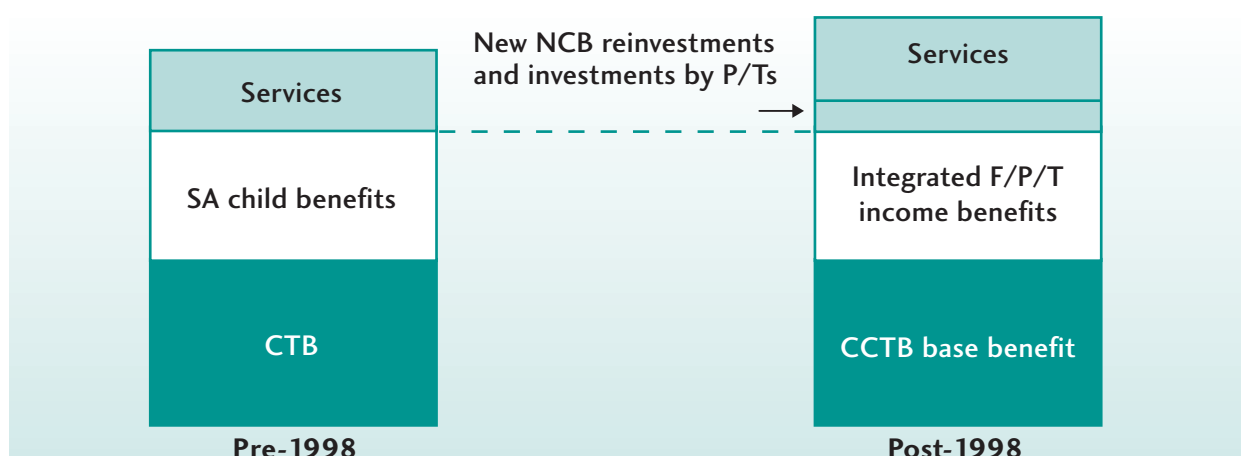 New NCB reinvestments
and investments by P/Ts
Services
SA child benefits
CTB
Pre-1998
Services
Integrated F/P/T
income benefits
CCTB base benefit
Post-1998